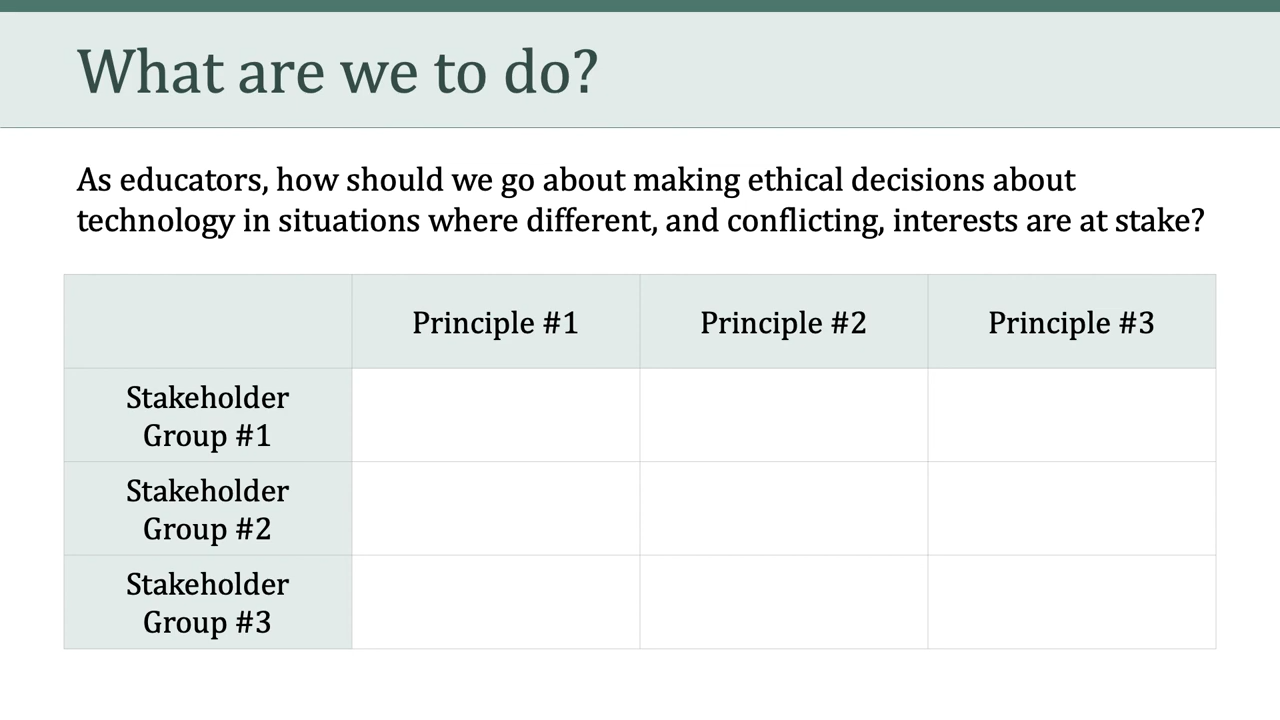 What are we to do?
As educators, how should we go about making ethical decisions about
technology in situations where different, and conflicting, interests are at stake?
Principle #1
Principle #2
Principle #3
Stakeholder
Group #1
Stakeholder
Group #2
Stakeholder
Group #3